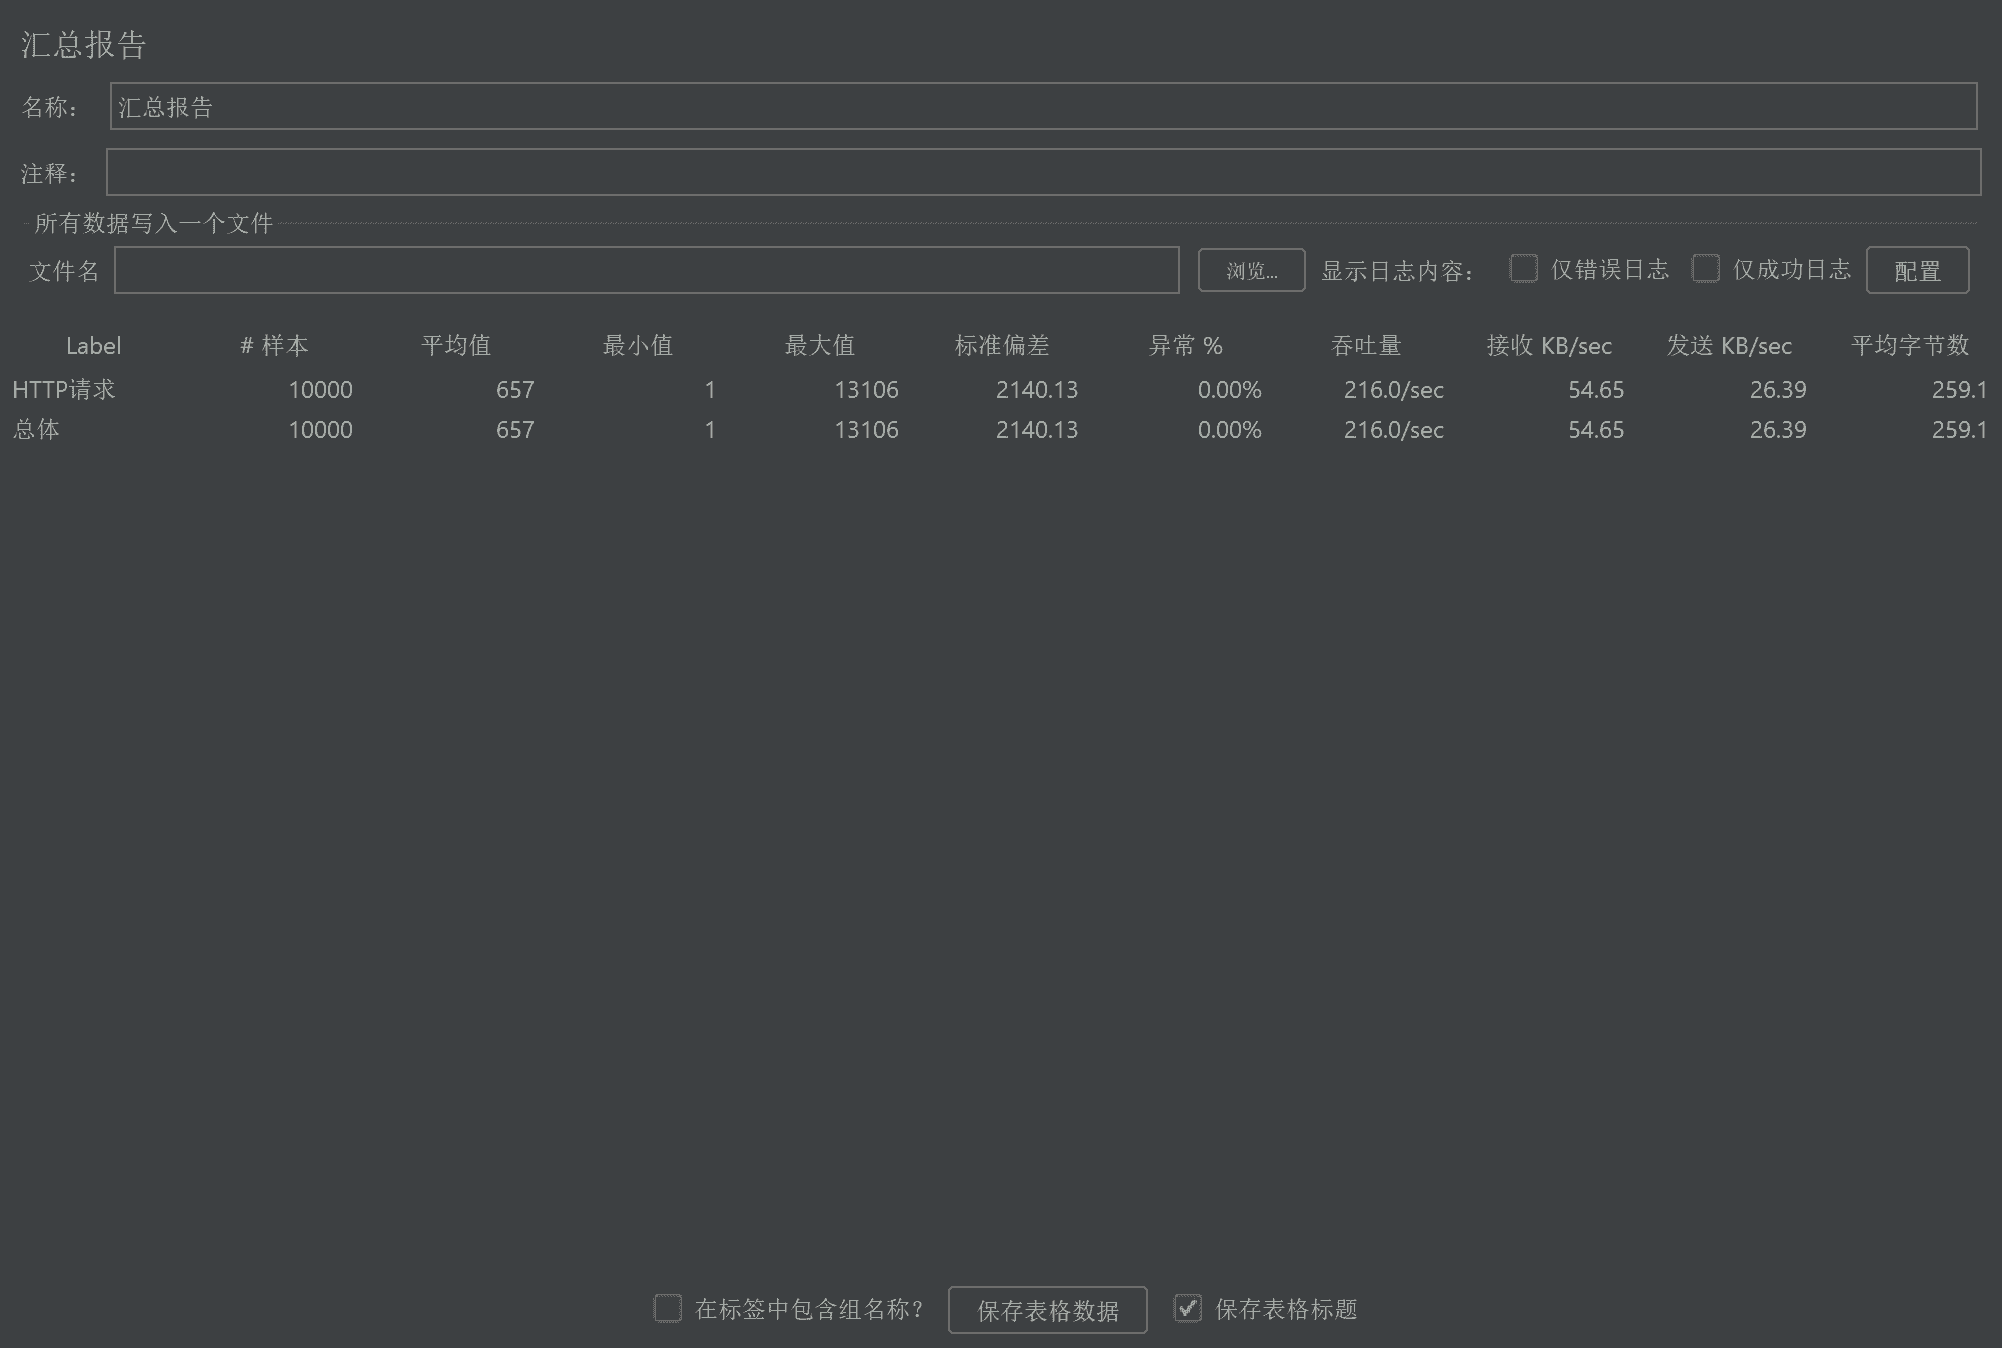 汇总报告
名称： 汇总报告
注释：
所有数据写入一个文件
文件名 浏览... 显示日志内容： 仅错误日志 仅成功日志 配置
Label # 样本 平均值 最小值 最大值 标准偏差 异常 % 吞吐量 接收 KB/sec 发送 KB/sec 平均字节数
HTTP请求 10000 657 1 13106 2140.13 0.00% 216.0/sec 54.65 26.39 259.1
总体 10000 657 1 13106 2140.13 0.00% 216.0/sec 54.65 26.39 259.1
在标签中包含组名称？ 保存表格数据 保存表格标题